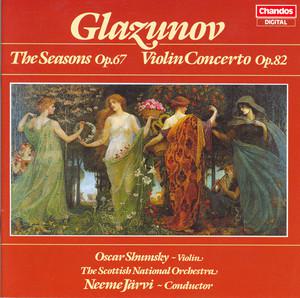 Chandos
DIGITAL
Glazunov
The Seasons Op.67 Violin Concerto Op.82
Oscar Shumsky ~ Violin
The Scottish National Orchestra
Neeme Järvi ~ Conductor